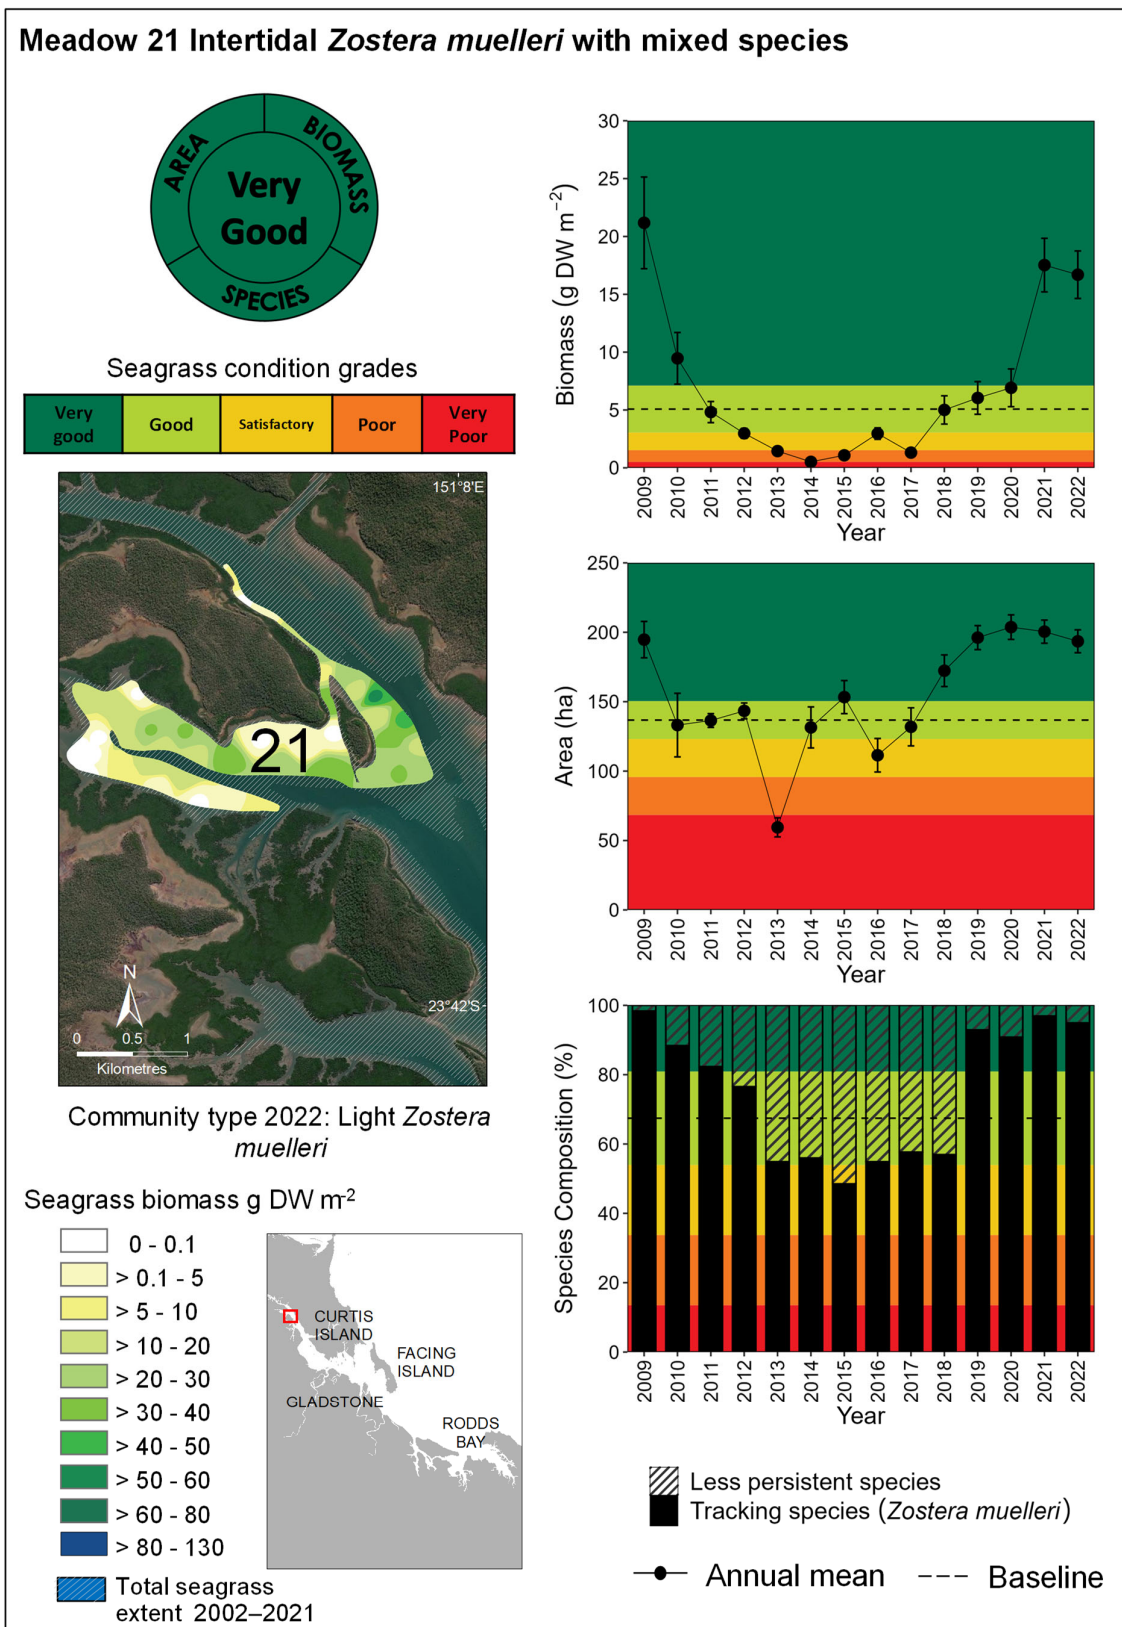 Meadow 21 Intertidal Zostera muelleri with mixed species
AREA
BIOMASS
SPECIES
Very
Good
Seagrass condition grades
Very
good
Good
Satisfactory
Poor
Very
Poor
151°8'E
21
N
23°42'S
0 0.5 1
Kilometres
Community type 2022: Light Zostera
muelleri
Seagrass biomass g DW m-2
0 - 0.1
> 0.1 - 5
> 5 - 10
> 10 - 20
> 20 - 30
> 30 - 40
> 40 - 50
> 50 - 60
> 60 - 80
> 80 - 130
Total seagrass
extent 2002–2021
CURTIS
ISLAND
FACING
ISLAND
GLADSTONE
RODDS
BAY
Biomass (g DW m−2)
30
25
20
15
10
5
0
2009 2010 2011 2012 2013 2014 2015 2016 2017 2018 2019 2020 2021 2022
Year
Area (ha)
250
200
150
100
50
0
2009 2010 2011 2012 2013 2014 2015 2016 2017 2018 2019 2020 2021 2022
Year
Species Composition (%)
100
80
60
40
20
0
2009 2010 2011 2012 2013 2014 2015 2016 2017 2018 2019 2020 2021 2022
Year
Less persistent species
Tracking species (Zostera muelleri)
Annual mean
Baseline